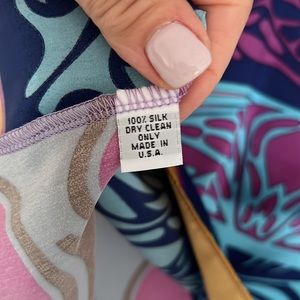 100% SILK
DRY CLEAN
ONLY
MADE IN
U.S.A.